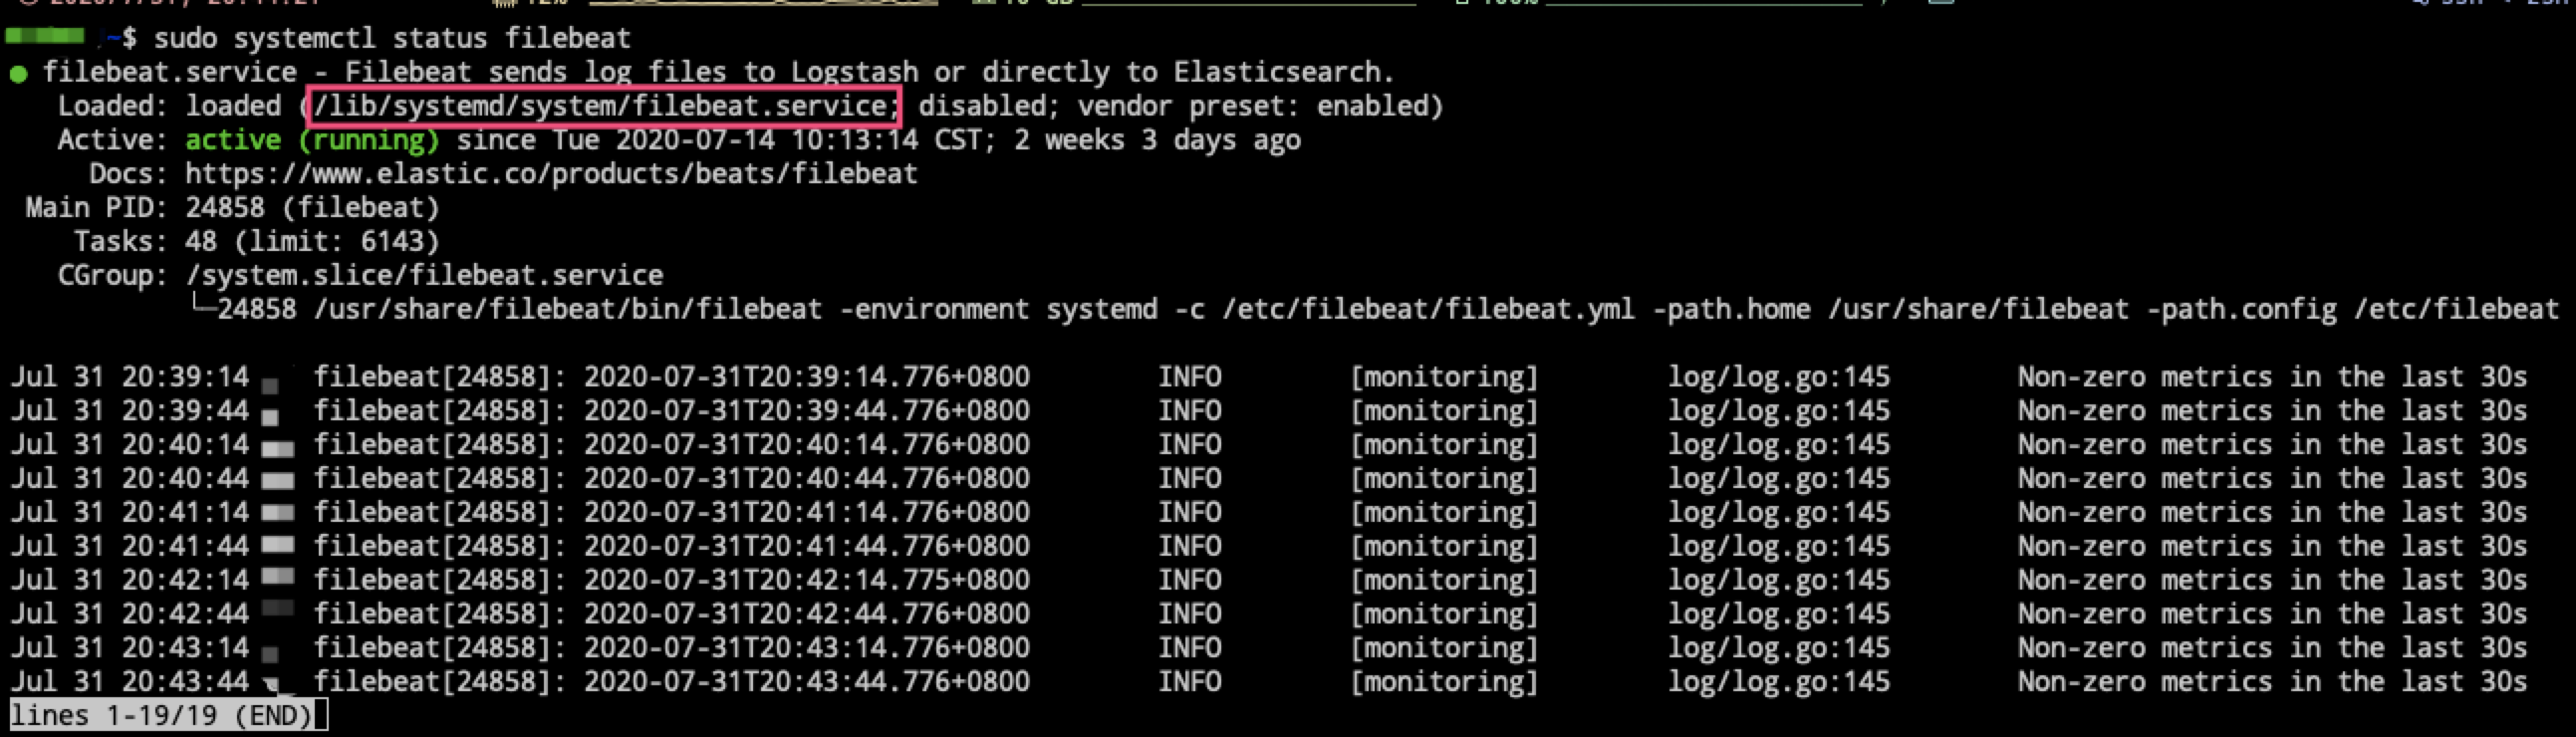 ~$ sudo systemctl status filebeat
● filebeat.service - Filebeat sends log files to Logstash or directly to Elasticsearch.
Loaded: loaded (/lib/systemd/system/filebeat.service; disabled; vendor preset: enabled)
Active: active (running) since Tue 2020-07-14 10:13:14 CST; 2 weeks 3 days ago
Docs: https://www.elastic.co/products/beats/filebeat
Main PID: 24858 (filebeat)
Tasks: 48 (limit: 6143)
CGroup: /system.slice/filebeat.service
└─24858 /usr/share/filebeat/bin/filebeat -environment systemd -c /etc/filebeat/filebeat.yml -path.home /usr/share/filebeat -path.config /etc/filebeat
Jul 31 20:39:14 filebeat[24858]: 2020-07-31T20:39:14.776+0800 INFO [monitoring] log/log.go:145 Non-zero metrics in the last 30s
Jul 31 20:39:44 filebeat[24858]: 2020-07-31T20:39:44.776+0800 INFO [monitoring] log/log.go:145 Non-zero metrics in the last 30s
Jul 31 20:40:14 filebeat[24858]: 2020-07-31T20:40:14.776+0800 INFO [monitoring] log/log.go:145 Non-zero metrics in the last 30s
Jul 31 20:40:44 filebeat[24858]: 2020-07-31T20:40:44.776+0800 INFO [monitoring] log/log.go:145 Non-zero metrics in the last 30s
Jul 31 20:41:14 filebeat[24858]: 2020-07-31T20:41:14.776+0800 INFO [monitoring] log/log.go:145 Non-zero metrics in the last 30s
Jul 31 20:41:44 filebeat[24858]: 2020-07-31T20:41:44.776+0800 INFO [monitoring] log/log.go:145 Non-zero metrics in the last 30s
Jul 31 20:42:14 filebeat[24858]: 2020-07-31T20:42:14.775+0800 INFO [monitoring] log/log.go:145 Non-zero metrics in the last 30s
Jul 31 20:42:44 filebeat[24858]: 2020-07-31T20:42:44.776+0800 INFO [monitoring] log/log.go:145 Non-zero metrics in the last 30s
Jul 31 20:43:14 filebeat[24858]: 2020-07-31T20:43:14.776+0800 INFO [monitoring] log/log.go:145 Non-zero metrics in the last 30s
Jul 31 20:43:44 filebeat[24858]: 2020-07-31T20:43:44.776+0800 INFO [monitoring] log/log.go:145 Non-zero metrics in the last 30s
lines 1-19/19 (END)